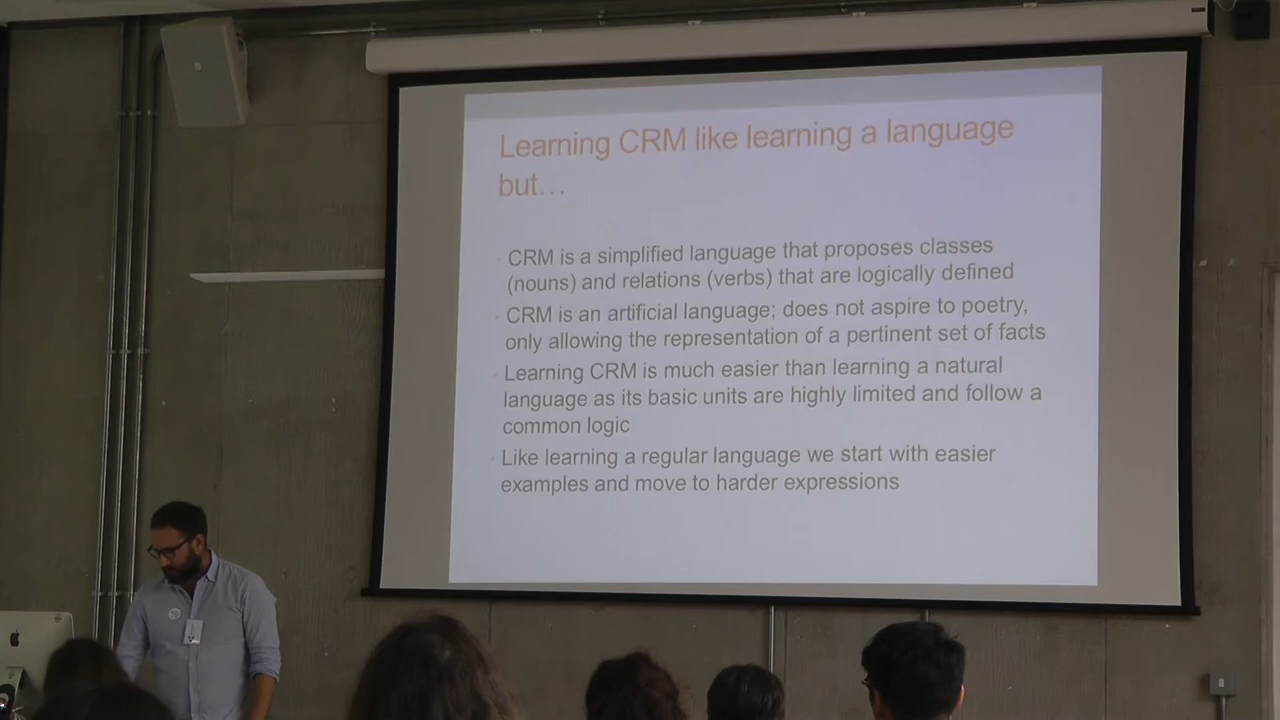 Learning CRM like learning a language
but…
CRM is a simplified language that proposes classes
(nouns) and relations (verbs) that are logically defined
CRM is an artificial language; does not aspire to poetry,
only allowing the representation of a pertinent set of facts
Learning CRM is much easier than learning a natural
language as its basic units are highly limited and follow a
common logic
Like learning a regular language we start with easier
examples and move to harder expressions